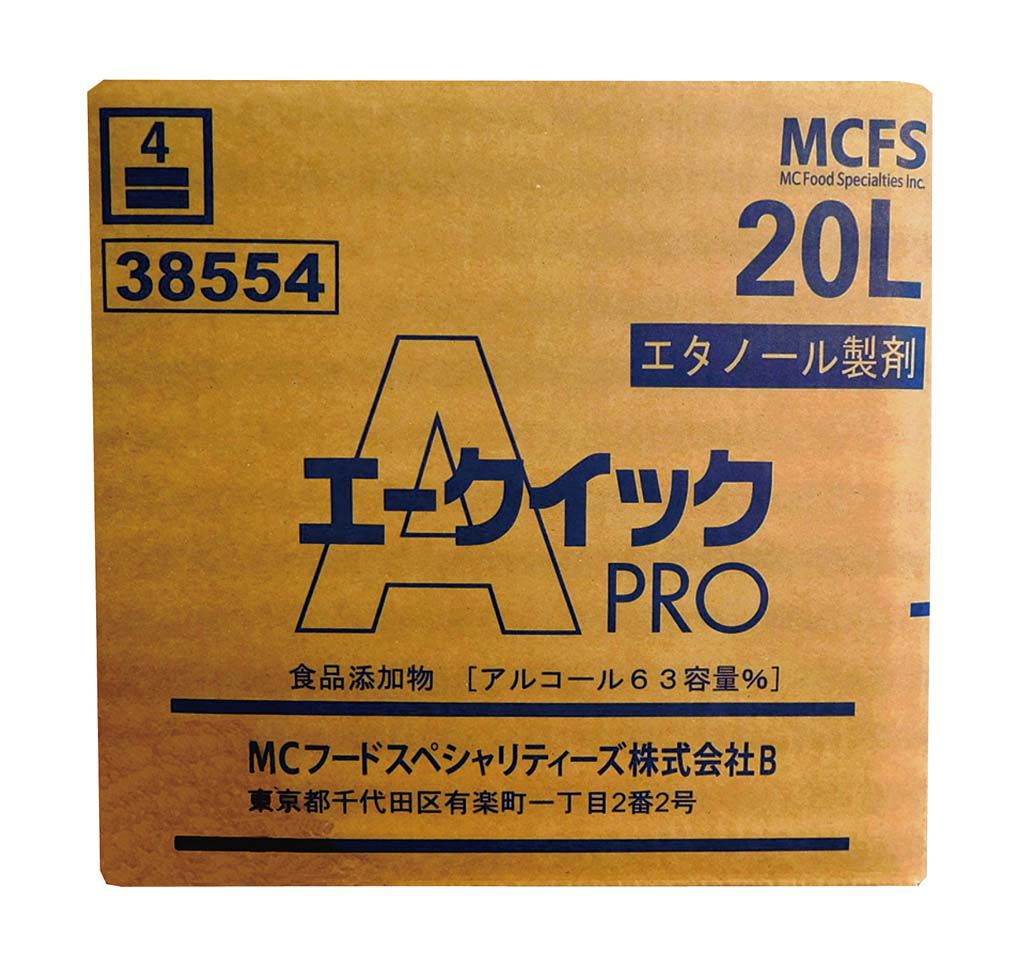 4
38554
MCFS
MC Food Specialties Inc.
20L
エタノール製剤
A
エークイック
PRO
食品添加物 [アルコール63容量%]
MCフードスペシャリティーズ株式会社B
東京都千代田区有楽町一丁目2番2号